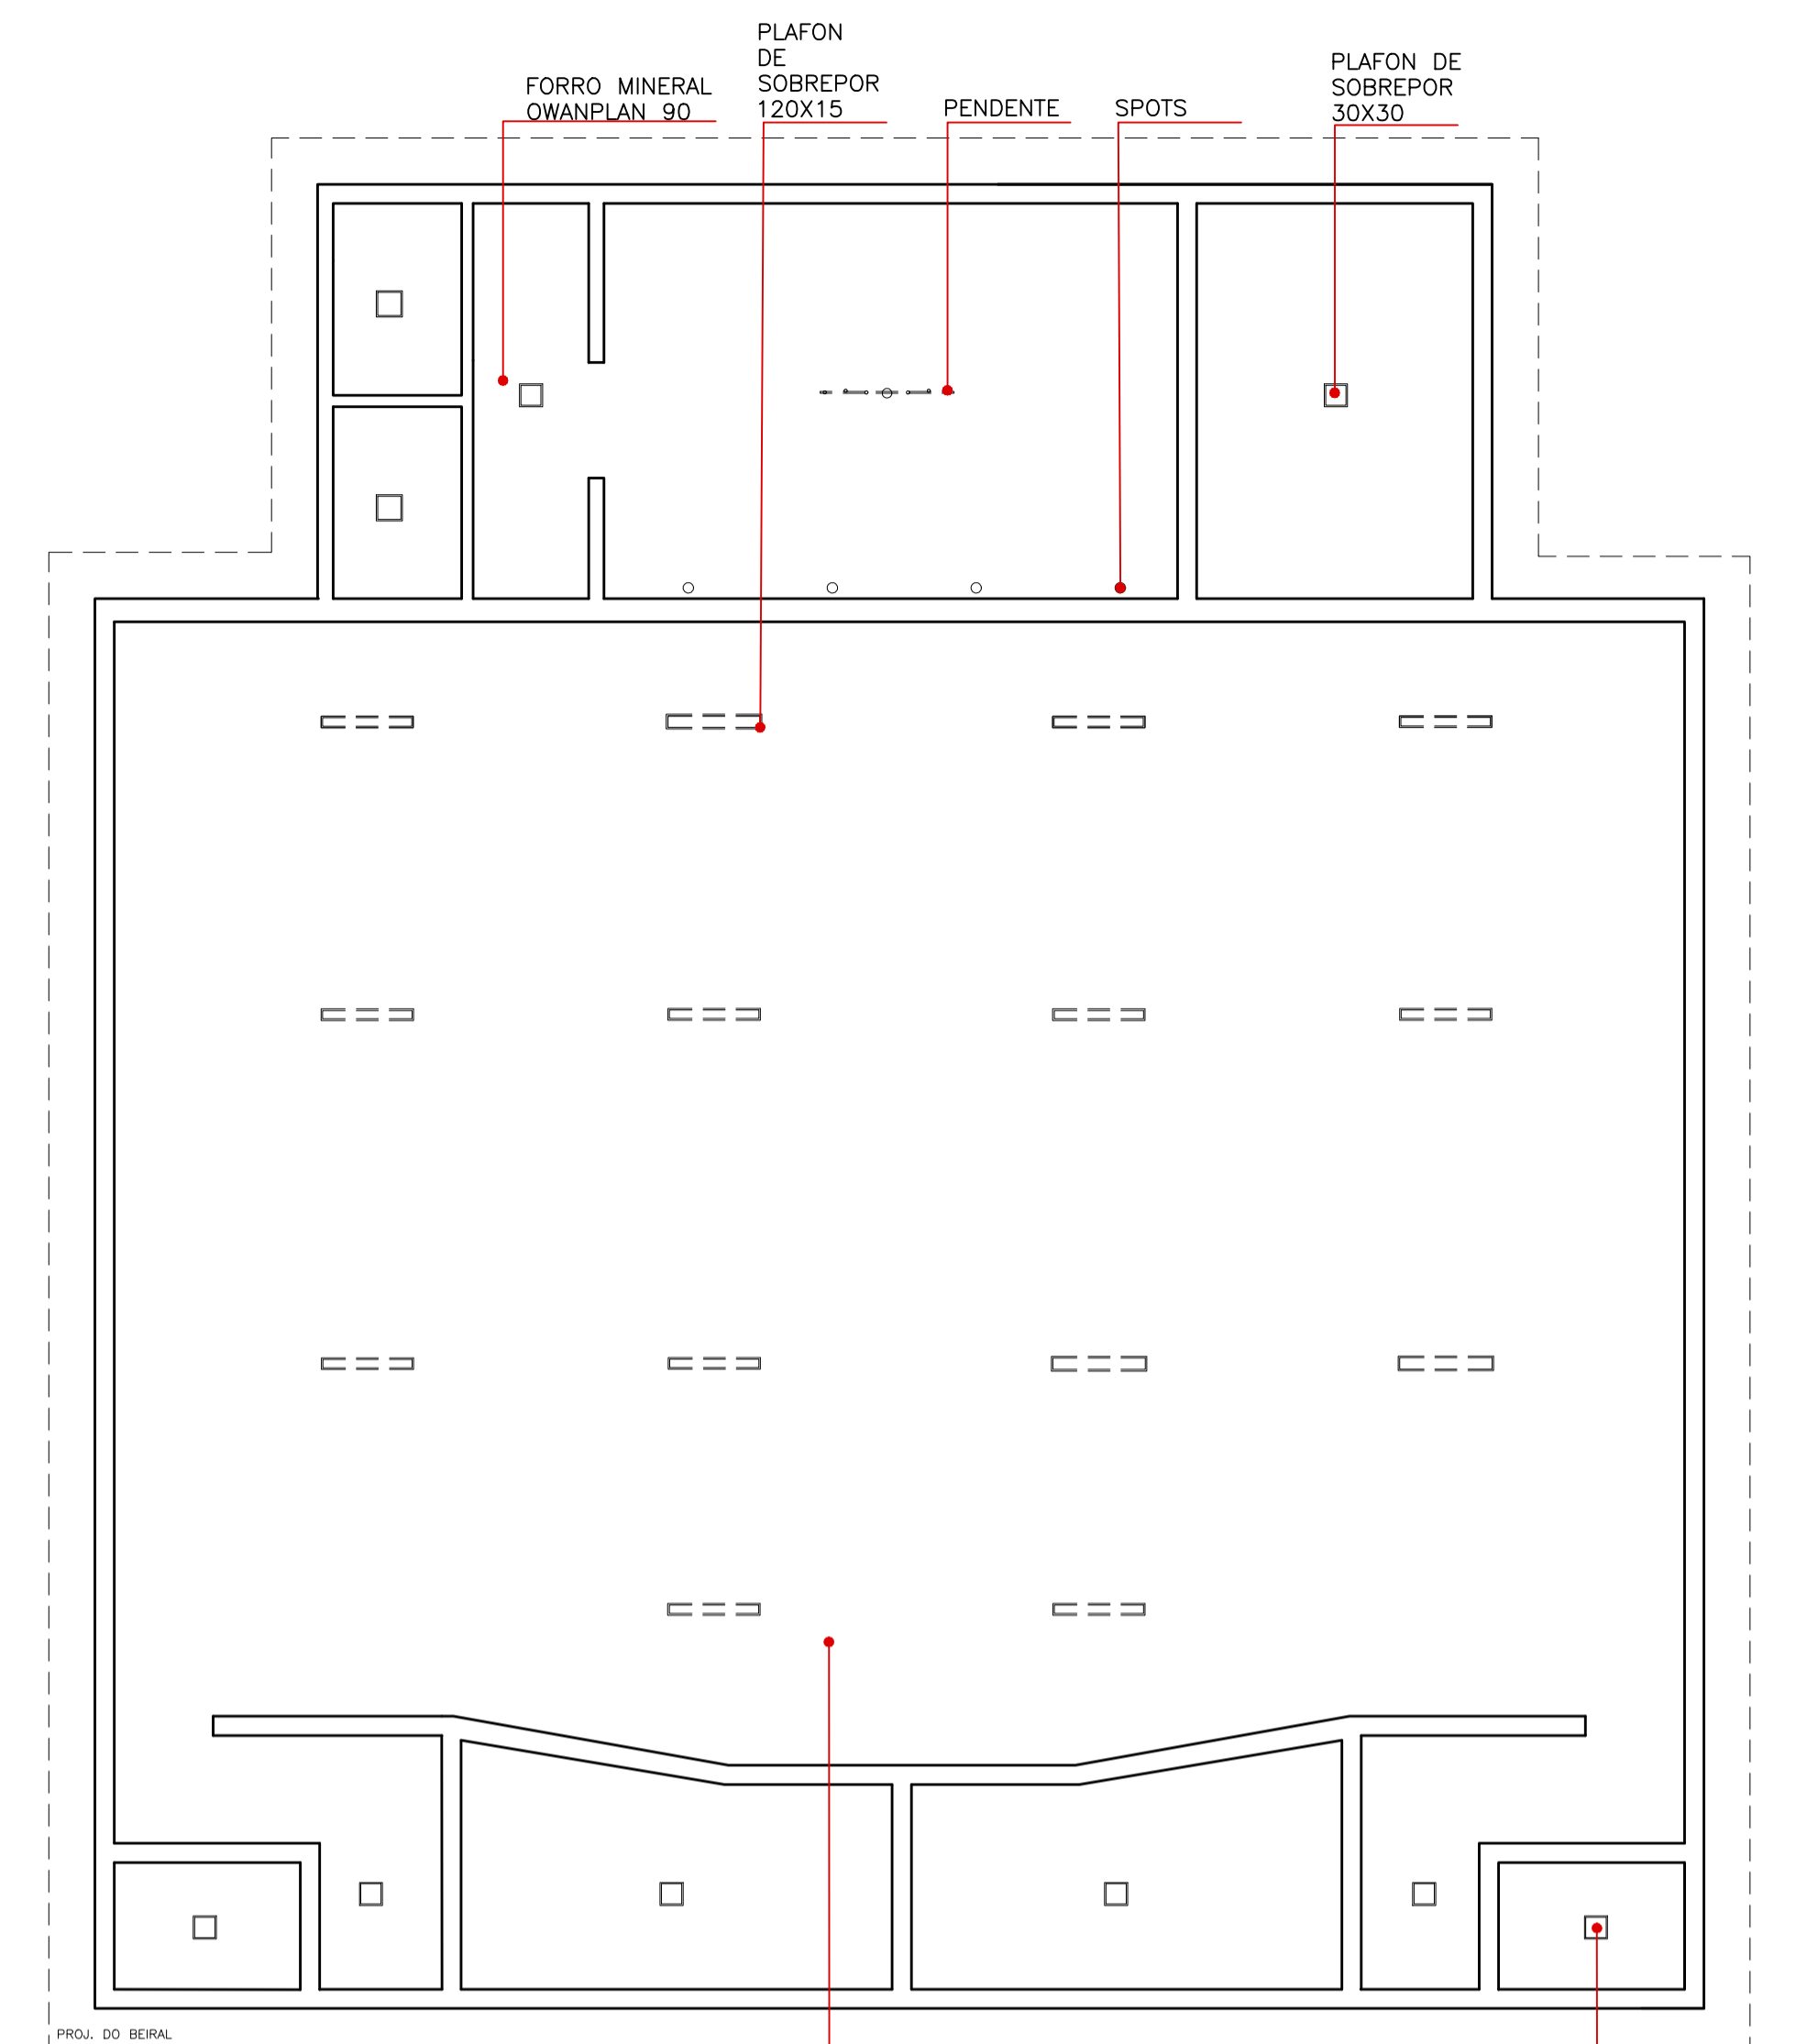 FORRO MINERAL
OWANPLAN 90
PLAFON
DE
SOBREPOR
120X15
PENDENTE
SPOTS
PLAFON DE
SOBREPOR
30X30
PROJ. DO BEIRAL